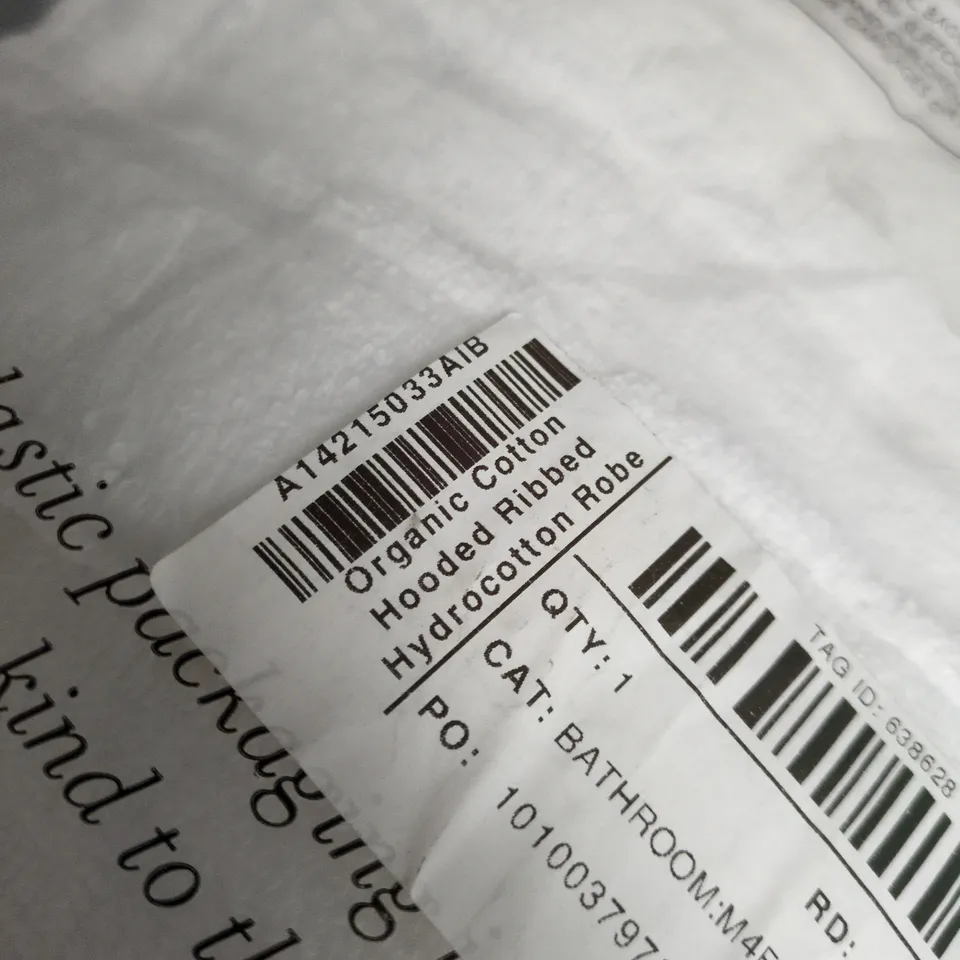 A14215033AIB
Organic Cotton
Hooded Ribbed
Hydrocotton Robe
QTY: 1
CAT: BATHROOM:M4
PO: 101003797
RD:
TAG ID: 638628
lastic packaging
kind to th